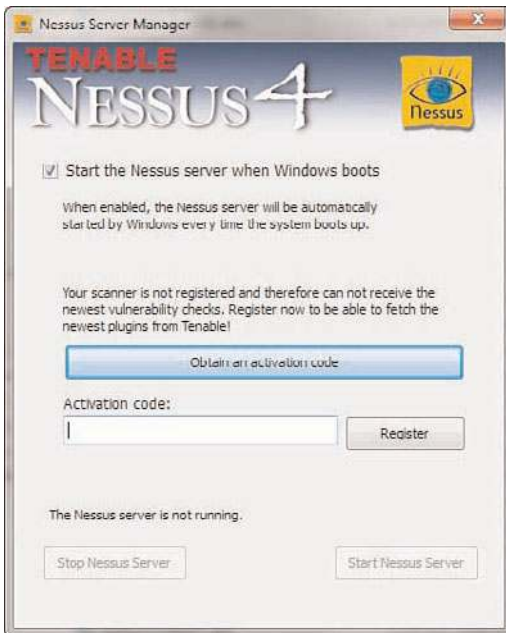 Nessus Server Manager
TENABLE
NESSUS 4
Nessus
Start the Nessus server when Windows boots
When enabled, the Nessus server will be automatically
started by Windows every time the system boots up.
Your scanner is not registered and therefore can not receive the
newest vulnerability checks. Register now to be able to fetch the
newest plugins from Tenable!
Obtain an activation code
Activation code:
Register
The Nessus server is not running.
Stop Nessus Server
Start Nessus Server